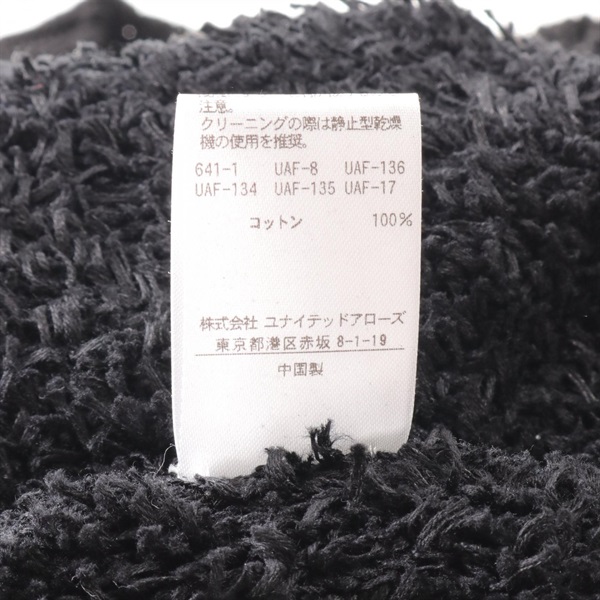 注意。
クリーニングの際は静止型乾燥
機の使用を推奨。
641-1 UAF-8 UAF-136
UAF-134 UAF-135 UAF-17
コットン 100%
株式会社 ユナイテッドアローズ
東京都港区赤坂 8-1-19
中国製